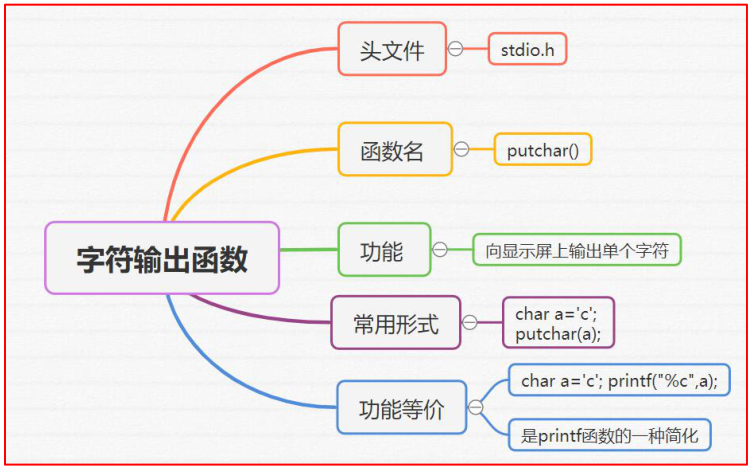 字符输出函数
头文件
stdio.h
函数名
putchar()
功能
向显示屏上输出单个字符
常用形式
char a='c';
putchar(a);
功能等价
char a='c'; printf("%c",a);
是printf函数的一种简化